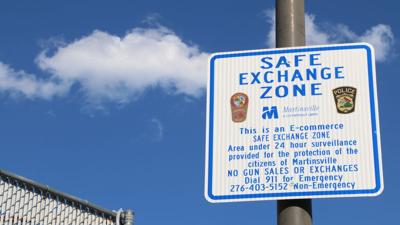 SAFE
EXCHANGE
ZONE
POLICE
Martinsville
This is an E-commerce
SAFE EXCHANGE ZONE
Area under 24 hour surveillance
provided for the protection of the
citizens of Martinsville
NO GUN SALES OR EXCHANGES
Dial 911 for Emergency
276-403-5152 Non-Emergency